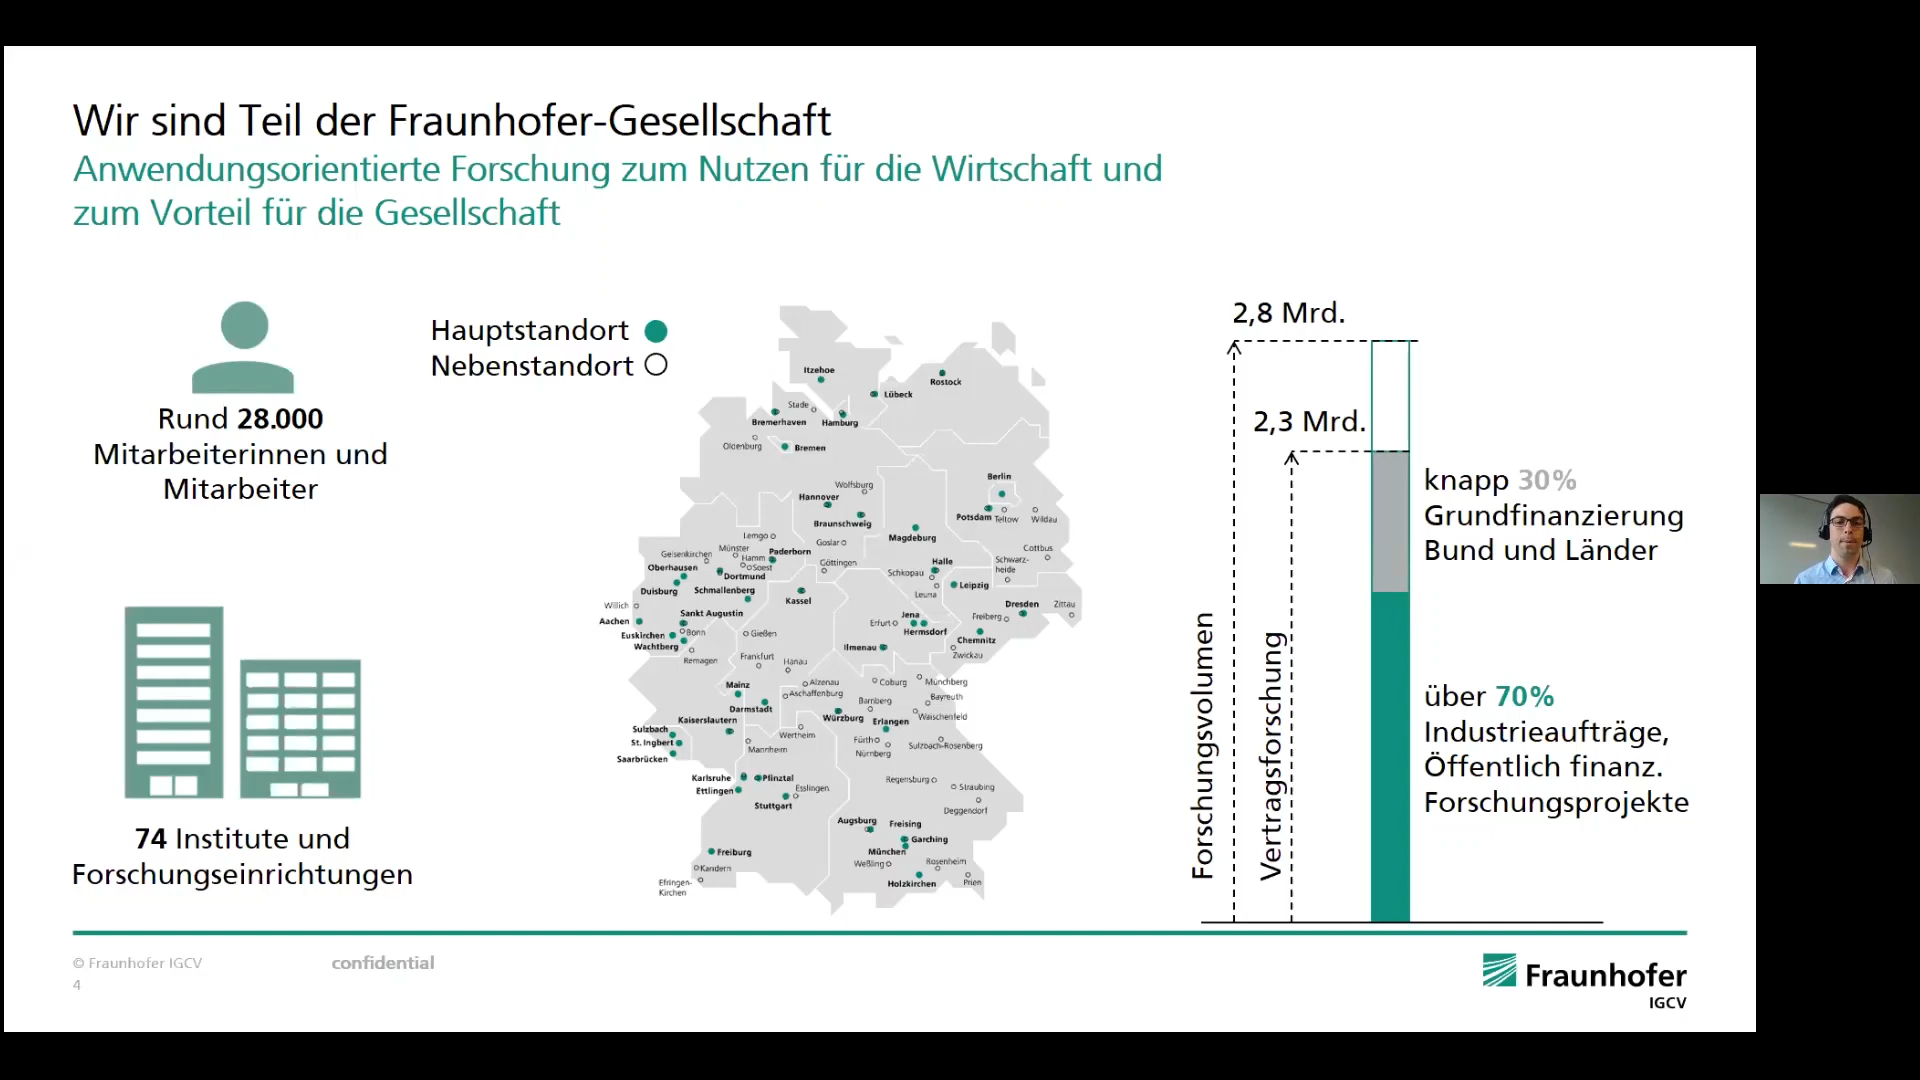 Wir sind Teil der Fraunhofer-Gesellschaft
Anwendungsorientierte Forschung zum Nutzen für die Wirtschaft und
zum Vorteil für die Gesellschaft
Rund 28.000
Mitarbeiterinnen und
Mitarbeiter
74 Institute und
Forschungseinrichtungen
Hauptstandort
Nebenstandort
Itzehoe
Rostock
Lübeck
Stade
Bremerhaven
Hamburg
Oldenburg
Bremen
Berlin
Wolfsburg
Hannover
Potsdam
Teltow
Wildau
Braunschweig
Magdeburg
Lemgo
Goslar
Münster
Paderborn
Cottbus
Gelsenkirchen
Hamm
Soest
Göttingen
Halle
Schwarz-
heide
Oberhausen
Dortmund
Schkopau
Leipzig
Duisburg
Schmallenberg
Kassel
Leuna
Willich
Sankt Augustin
Jena
Dresden
Zittau
Aachen
Erfurt
Freiberg
Euskirchen
Bonn
Gießen
Hermsdorf
Chemnitz
Wachtberg
Ilmenau
Zwickau
Remagen
Frankfurt
Hanau
Mainz
Alzenau
Coburg
Münchberg
Aschaffenburg
Bamberg
Bayreuth
Darmstadt
Würzburg
Erlangen
Waischenfeld
Kaiserslautern
Sulzbach
Wertheim
St. Ingbert
Mannheim
Fürth
Nürnberg
Sulzbach-Rosenberg
Saarbrücken
Karlsruhe
Pfinztal
Regensburg
Straubing
Ettlingen
Esslingen
Stuttgart
Deggendorf
Augsburg
Freising
Garching
Freiburg
München
Kandern
Weßling
Rosenheim
Efringen-
Kirchen
Holzkirchen
Prien
2,8 Mrd.
2,3 Mrd.
Forschungsvolumen
Vertragsforschung
knapp 30%
Grundfinanzierung
Bund und Länder
über 70%
Industrieaufträge,
Öffentlich finanz.
Forschungsprojekte
© Fraunhofer IGCV
confidential
4
Fraunhofer
IGCV